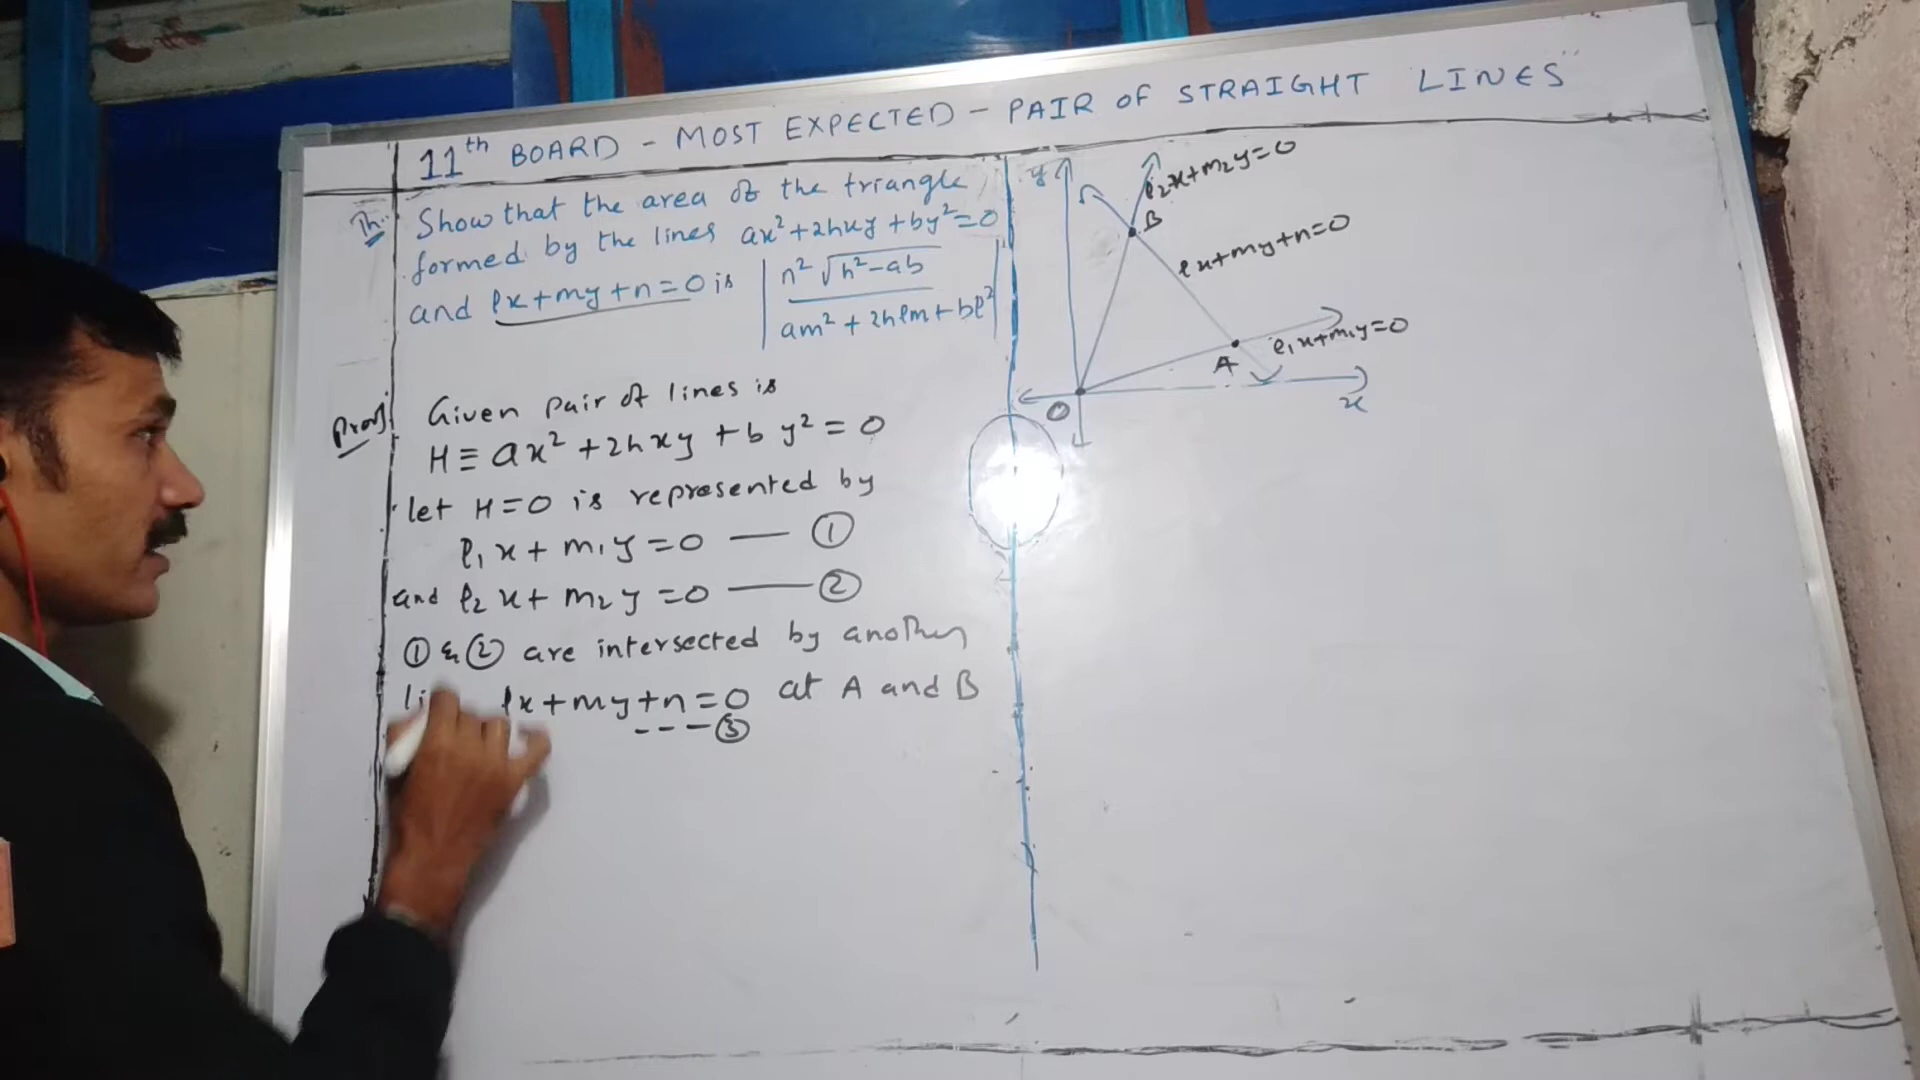 11th BOARD - MOST EXPECTED - PAIR OF STRAIGHT LINES
Th: Show that the area of the triangle
formed by the lines ax²+2hxy+by²=0
and lx+my+n=0 is | n²√(h²-ab) / am²+2hlm+bl² |
Proof Given pair of lines is
H≡ax²+2hxy+by²=0
let H=0 is represented by
l₁x+m₁y=0 — ①
and l₂x+m₂y=0 — ②
① & ② are intersected by another
lx+my+n=0 at A and B
---③
y
l₂x+m₂y=0
B
lx+my+n=0
l₁x+m₁y=0
A
O
x